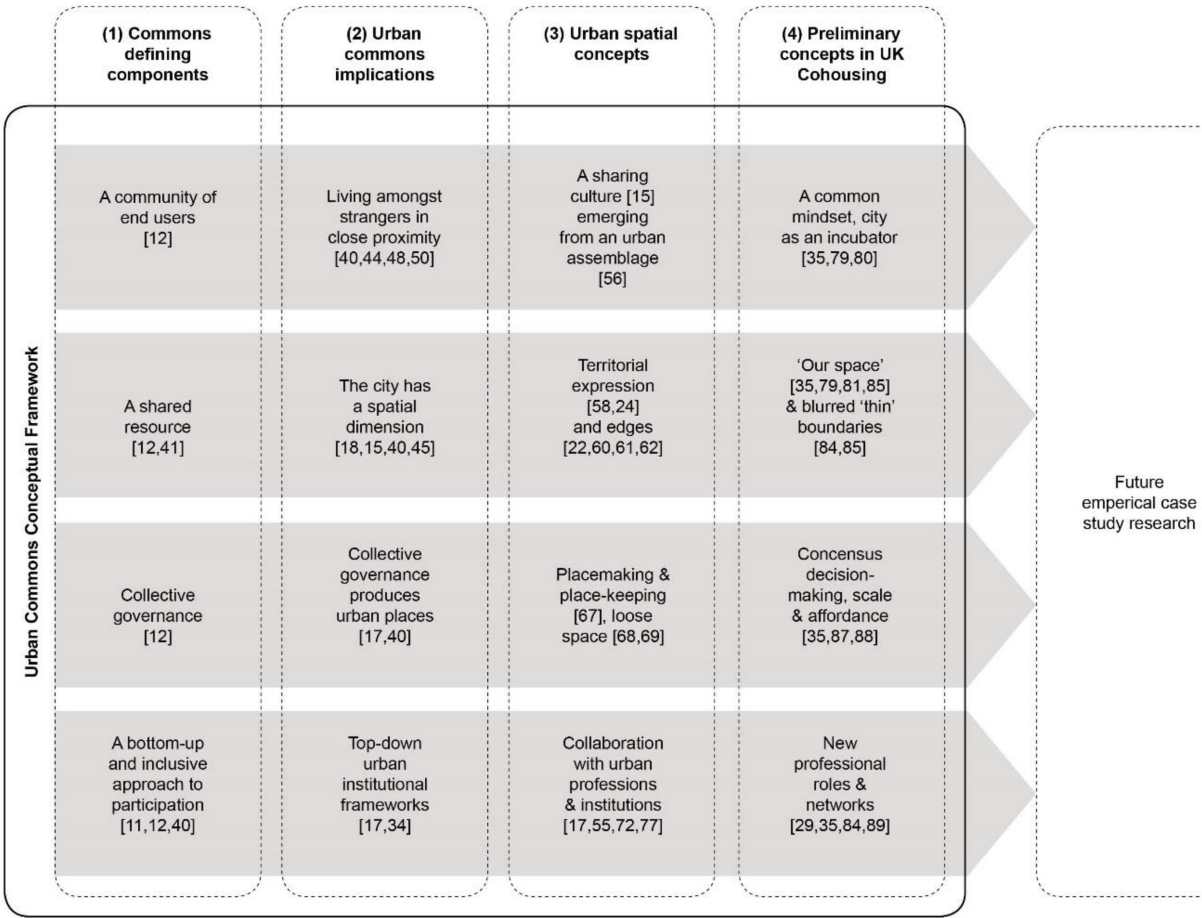 (1) Commons
defining
components
(2) Urban
commons
implications
(3) Urban spatial
concepts
(4) Preliminary
concepts in UK
Cohousing
Urban Commons Conceptual Framework
A community of
end users
[12]
Living amongst
strangers in
close proximity
[40,44,48,50]
A sharing
culture [15]
emerging
from an urban
assemblage
[56]
A common
mindset, city
as an incubator
[35,79,80]
A shared
resource
[12,41]
The city has
a spatial
dimension
[18,15,40,45]
Territorial
expression
[58,24]
and edges
[22,60,61,62]
‘Our space’
[35,79,81,85]
& blurred ‘thin’
boundaries
[84,85]
Collective
governance
[12]
Collective
governance
produces
urban places
[17,40]
Placemaking &
place-keeping
[67], loose
space [68,69]
Concensus
decision-
making, scale
& affordance
[35,87,88]
A bottom-up
and inclusive
approach to
participation
[11,12,40]
Top-down
urban
institutional
frameworks
[17,34]
Collaboration
with urban
professions
& institutions
[17,55,72,77]
New
professional
roles &
networks
[29,35,84,89]
Future
emperical case
study research